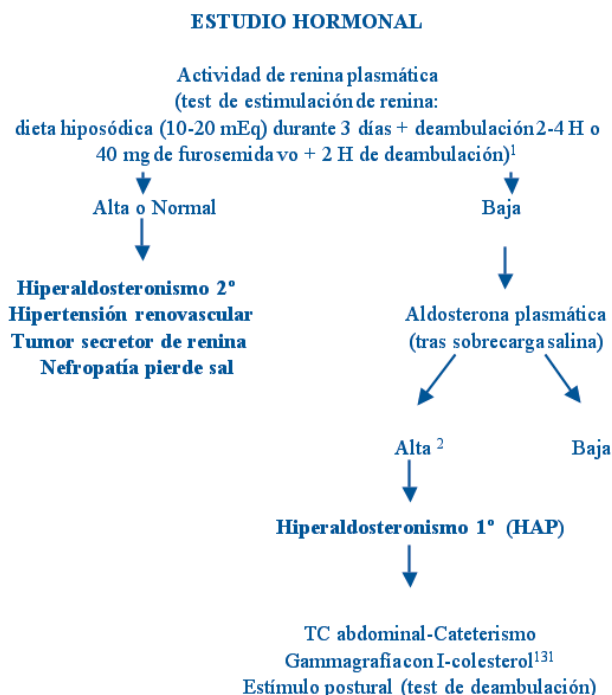 ESTUDIO HORMONAL
Actividad de renina plasmática
(test de estimulación de renina:
dieta hiposódica (10-20 mEq) durante 3 días + deambulación 2-4 H o
40 mg de furosemida vo + 2 H de deambulación)¹
Alta o Normal
Baja
Hiperaldosteronismo 2º
Hipertensión renovascular
Tumor secretor de renina
Nefropatía pierde sal
Aldosterona plasmática
(tras sobrecarga salina)
Alta ²
Baja
Hiperaldosteronismo 1º (HAP)
TC abdominal-Cateterismo
Gammagrafía con I-colesterol¹³¹
Estímulo postural (test de deambulación)